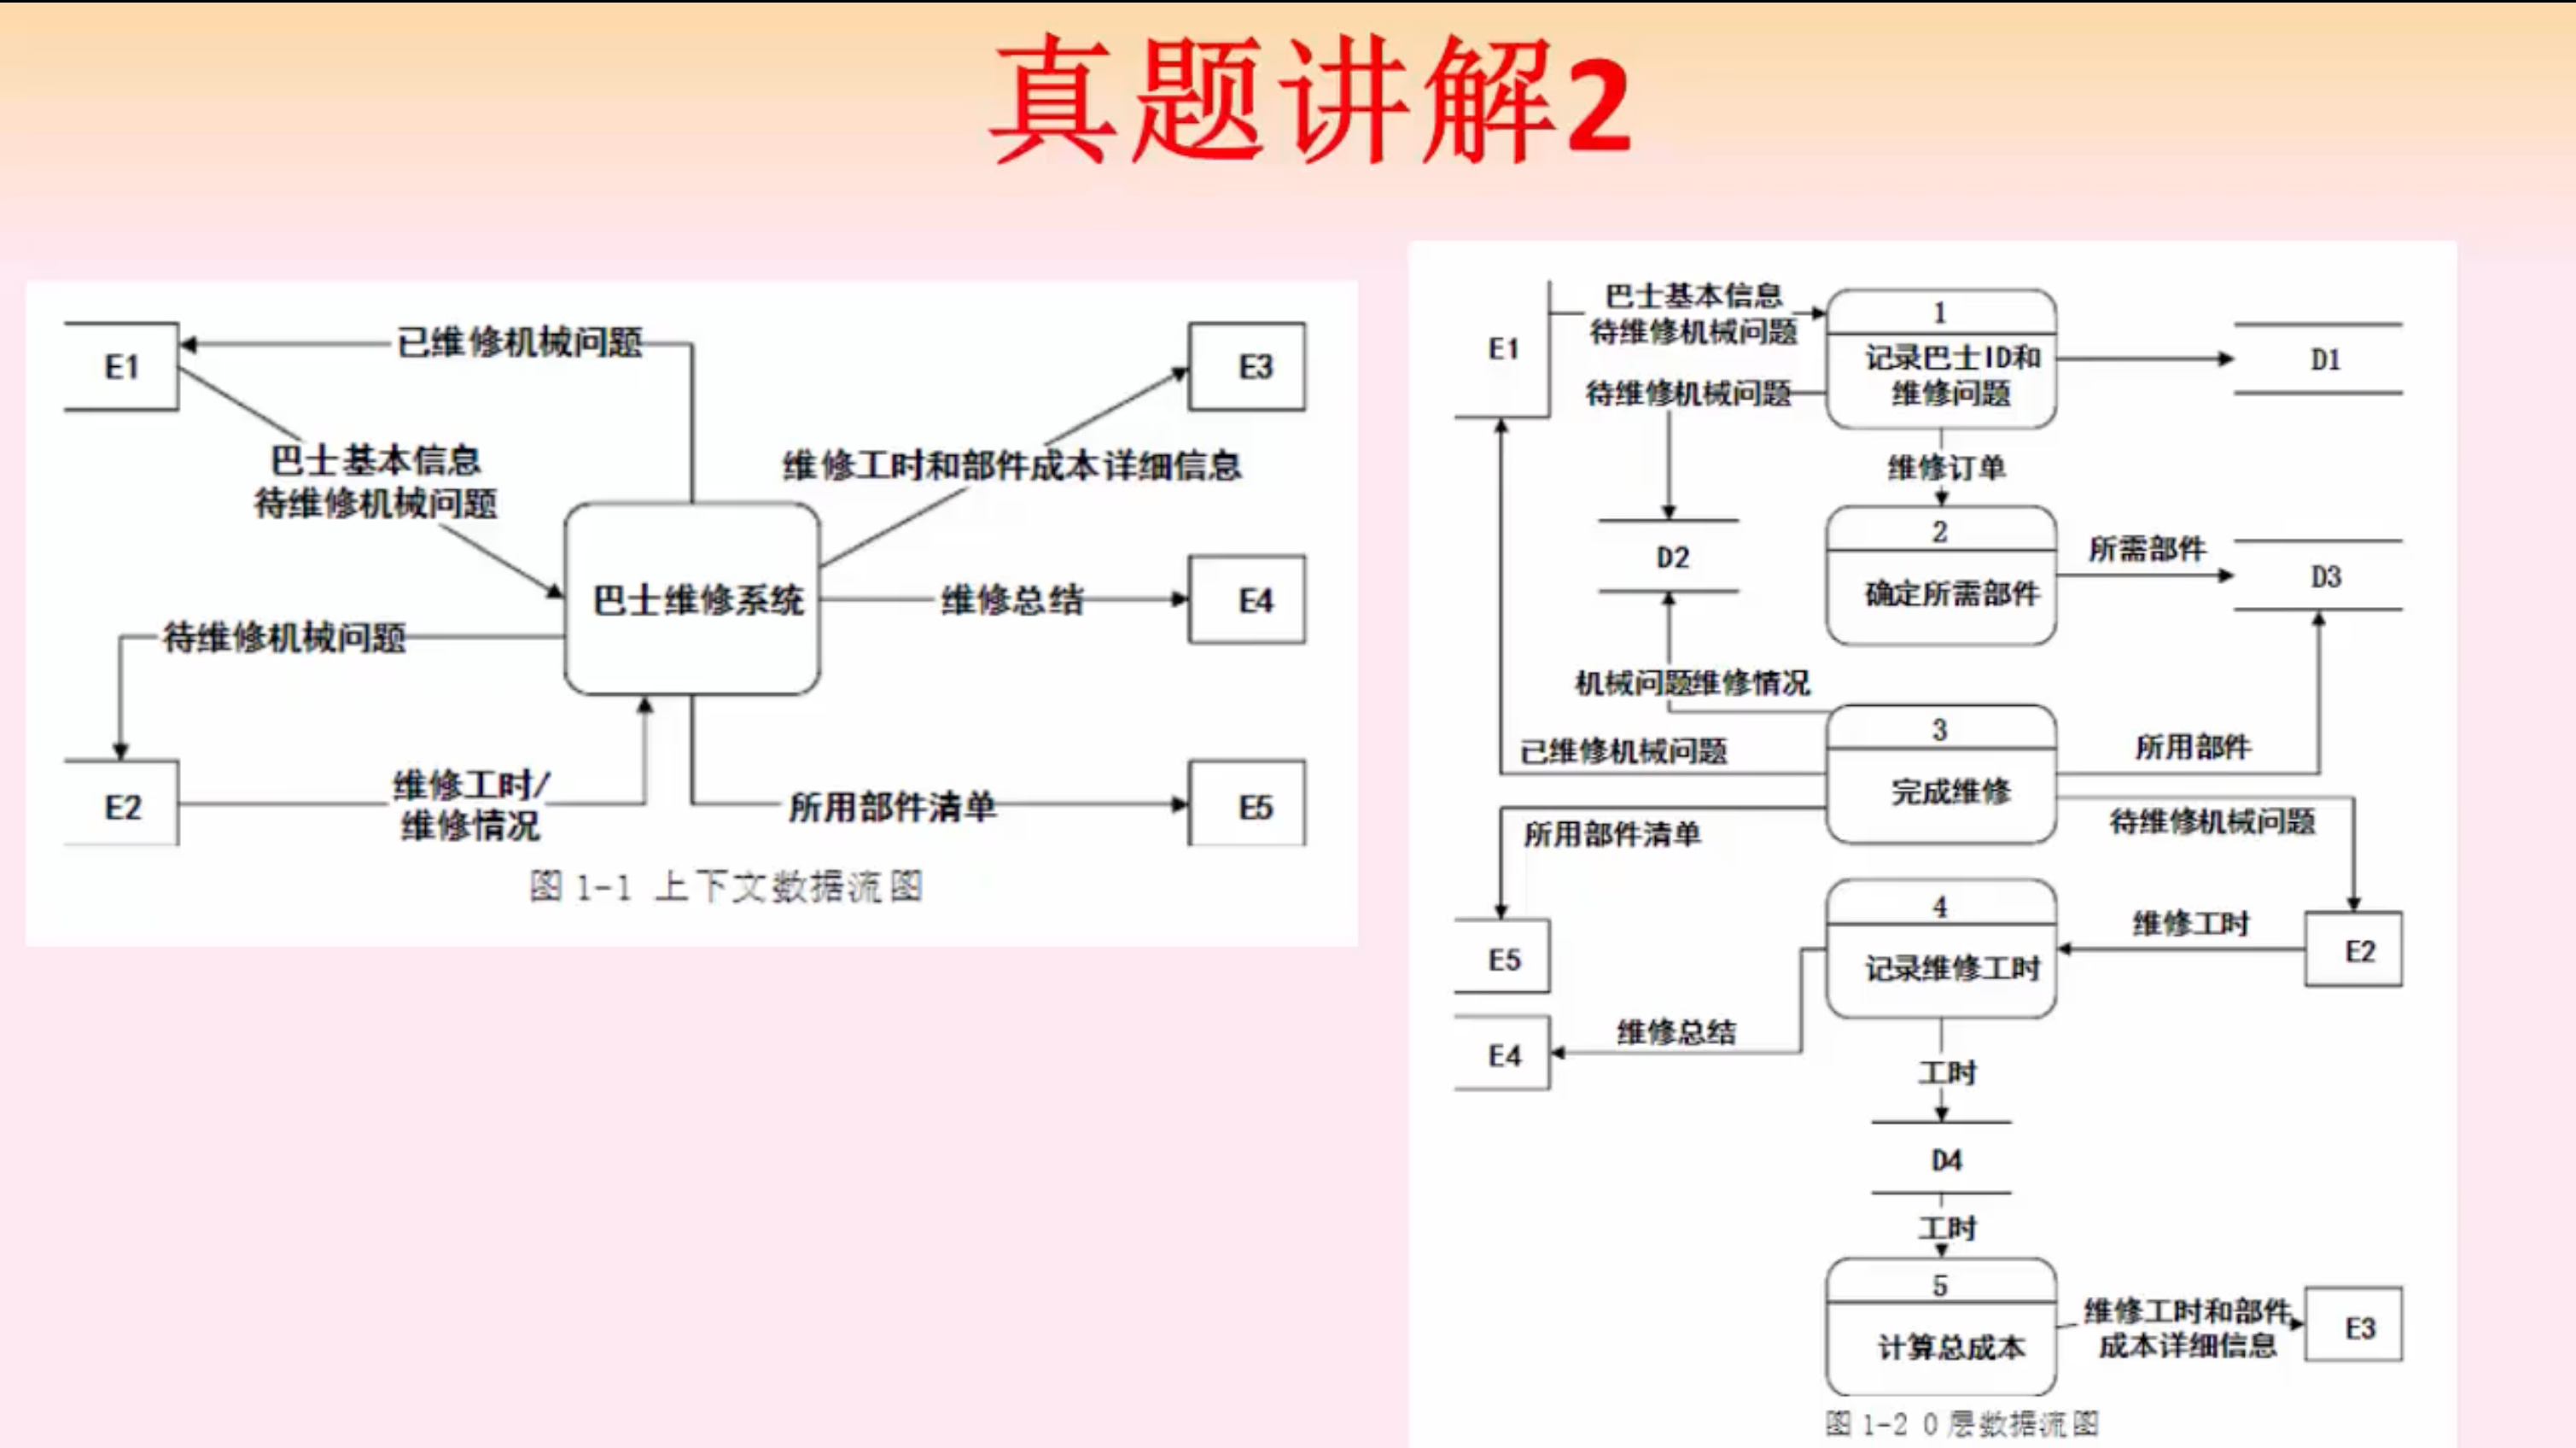 真题讲解2
已维修机械问题
E1
E3
巴士基本信息
待维修机械问题
维修工时和部件成本详细信息
巴士维修系统
维修总结
E4
待维修机械问题
E2
维修工时/
维修情况
所用部件清单
E5
图1-1 上下文数据流图
巴士基本信息
待维修机械问题
E1
1
记录巴士ID和
维修问题
D1
待维修机械问题
维修订单
D2
2
确定所需部件
所需部件
D3
机械问题维修情况
3
完成维修
已维修机械问题
所用部件
所用部件清单
待维修机械问题
E5
4
记录维修工时
维修工时
E2
E4
维修总结
工时
D4
工时
5
计算总成本
维修工时和部件
成本详细信息
E3
图1-2 0层数据流图